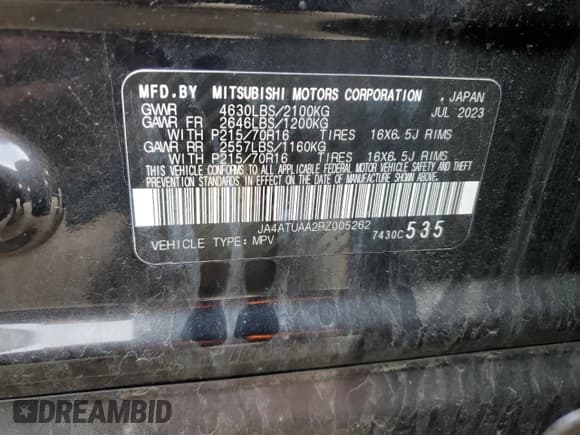 MFD.BY MITSUBISHI MOTORS CORPORATION , JAPAN
GVWR 4630LBS/2100KG JUL 2023
GAWR FR 2646LBS/1200KG
WITH P215/70R16 TIRES 16X6.5J RIMS
GAWR RR 2557LBS/1160KG
WITH P215/70R16 TIRES 16X6.5J RIMS
THIS VEHICLE CONFORMS TO ALL APPLICABLE FEDERAL MOTOR VEHICLE SAFETY AND THEFT
PREVENTION STANDARDS IN EFFECT ON THE DATE OF MANUFACTURE SHOWN ABOVE.
JA4ATUAA2RZ005262
VEHICLE TYPE: MPV 7430C 535
DREAMBID